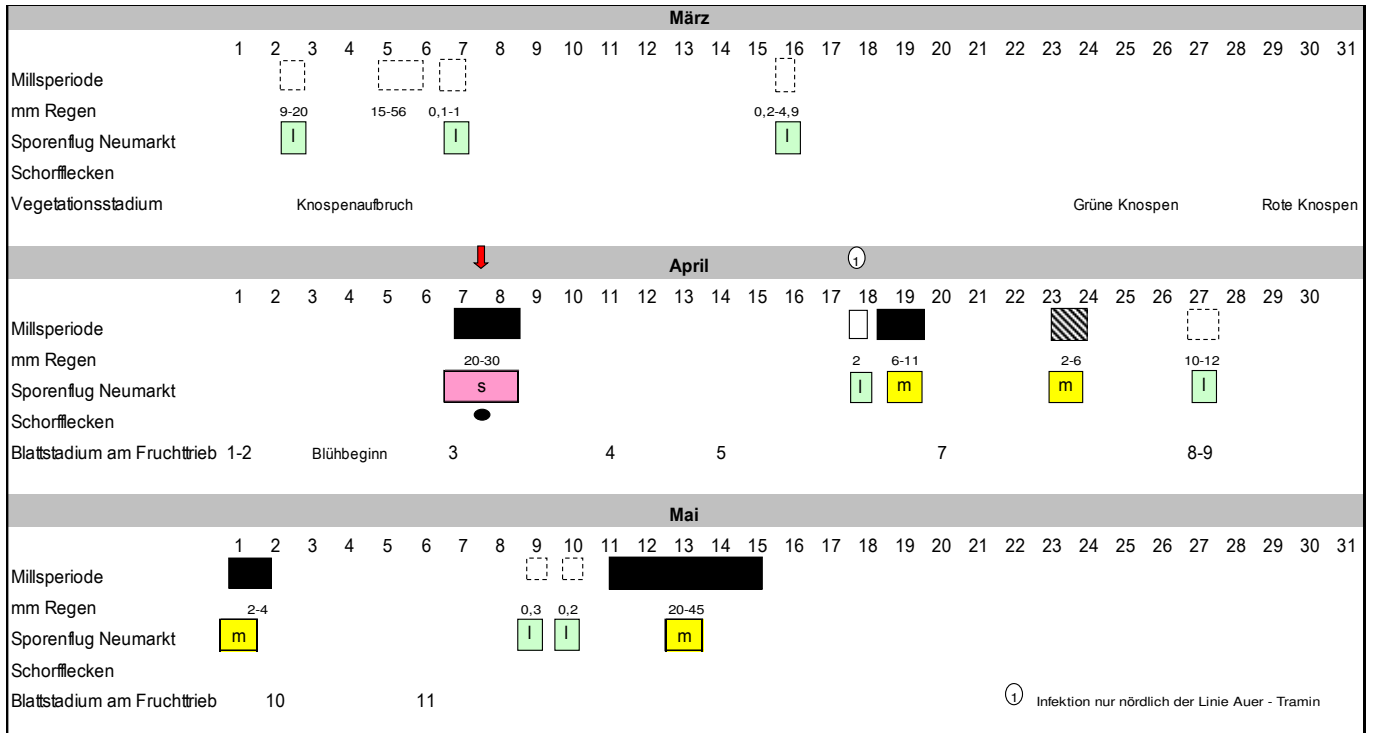 März
1 2 3 4 5 6 7 8 9 10 11 12 13 14 15 16 17 18 19 20 21 22 23 24 25 26 27 28 29 30 31
Millsperiode
mm Regen 9-20 15-56 0,1-1 0,2-4,9
Sporenflug Neumarkt l l l
Schorfflecken
Vegetationsstadium Knospenaufbruch Grüne Knospen Rote Knospen
April 1
1 2 3 4 5 6 7 8 9 10 11 12 13 14 15 16 17 18 19 20 21 22 23 24 25 26 27 28 29 30
Millsperiode
mm Regen 20-30 2 6-11 2-6 10-12
Sporenflug Neumarkt s l m m l
Schorfflecken
Blattstadium am Fruchttrieb 1-2 Blühbeginn 3 4 5 7 8-9
Mai
1 2 3 4 5 6 7 8 9 10 11 12 13 14 15 16 17 18 19 20 21 22 23 24 25 26 27 28 29 30 31
Millsperiode
mm Regen 2-4 0,3 0,2 20-45
Sporenflug Neumarkt m l l m
Schorfflecken
Blattstadium am Fruchttrieb 10 11 1 Infektion nur nördlich der Linie Auer - Tramin